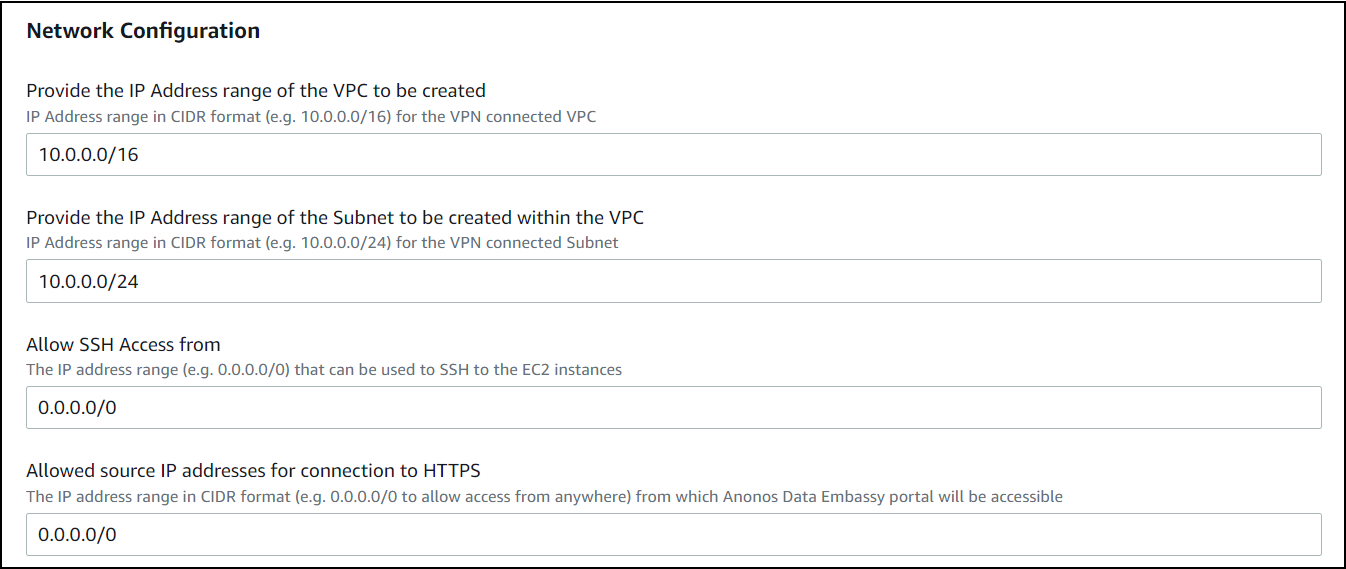 Network Configuration
Provide the IP Address range of the VPC to be created
IP Address range in CIDR format (e.g. 10.0.0.0/16) for the VPN connected VPC
10.0.0.0/16
Provide the IP Address range of the Subnet to be created within the VPC
IP Address range in CIDR format (e.g. 10.0.0.0/24) for the VPN connected Subnet
10.0.0.0/24
Allow SSH Access from
The IP address range (e.g. 0.0.0.0/0) that can be used to SSH to the EC2 instances
0.0.0.0/0
Allowed source IP addresses for connection to HTTPS
The IP address range in CIDR format (e.g. 0.0.0.0/0 to allow access from anywhere) from which Anonos Data Embassy portal will be accessible
0.0.0.0/0